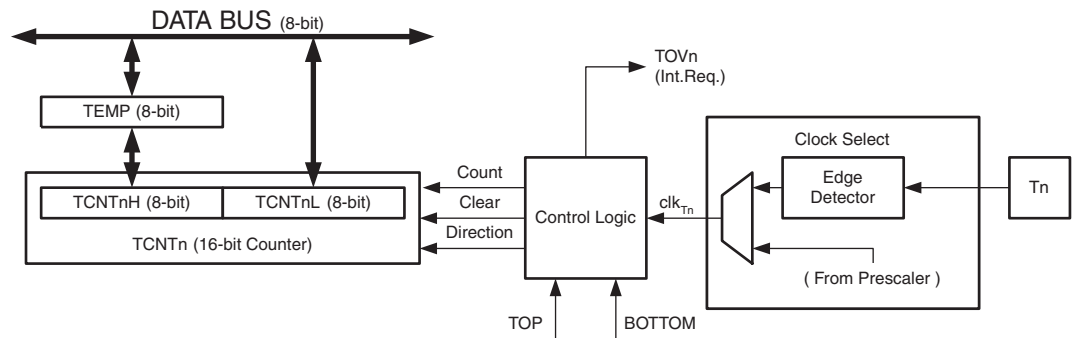 DATA BUS (8-bit)
TOVn
(Int.Req.)
TEMP (8-bit)
Clock Select
Count
Edge
Detector
Tn
TCNTnH (8-bit) TCNTnL (8-bit)
Clear
Control Logic
clkTn
TCNTn (16-bit Counter)
Direction
( From Prescaler )
TOP
BOTTOM